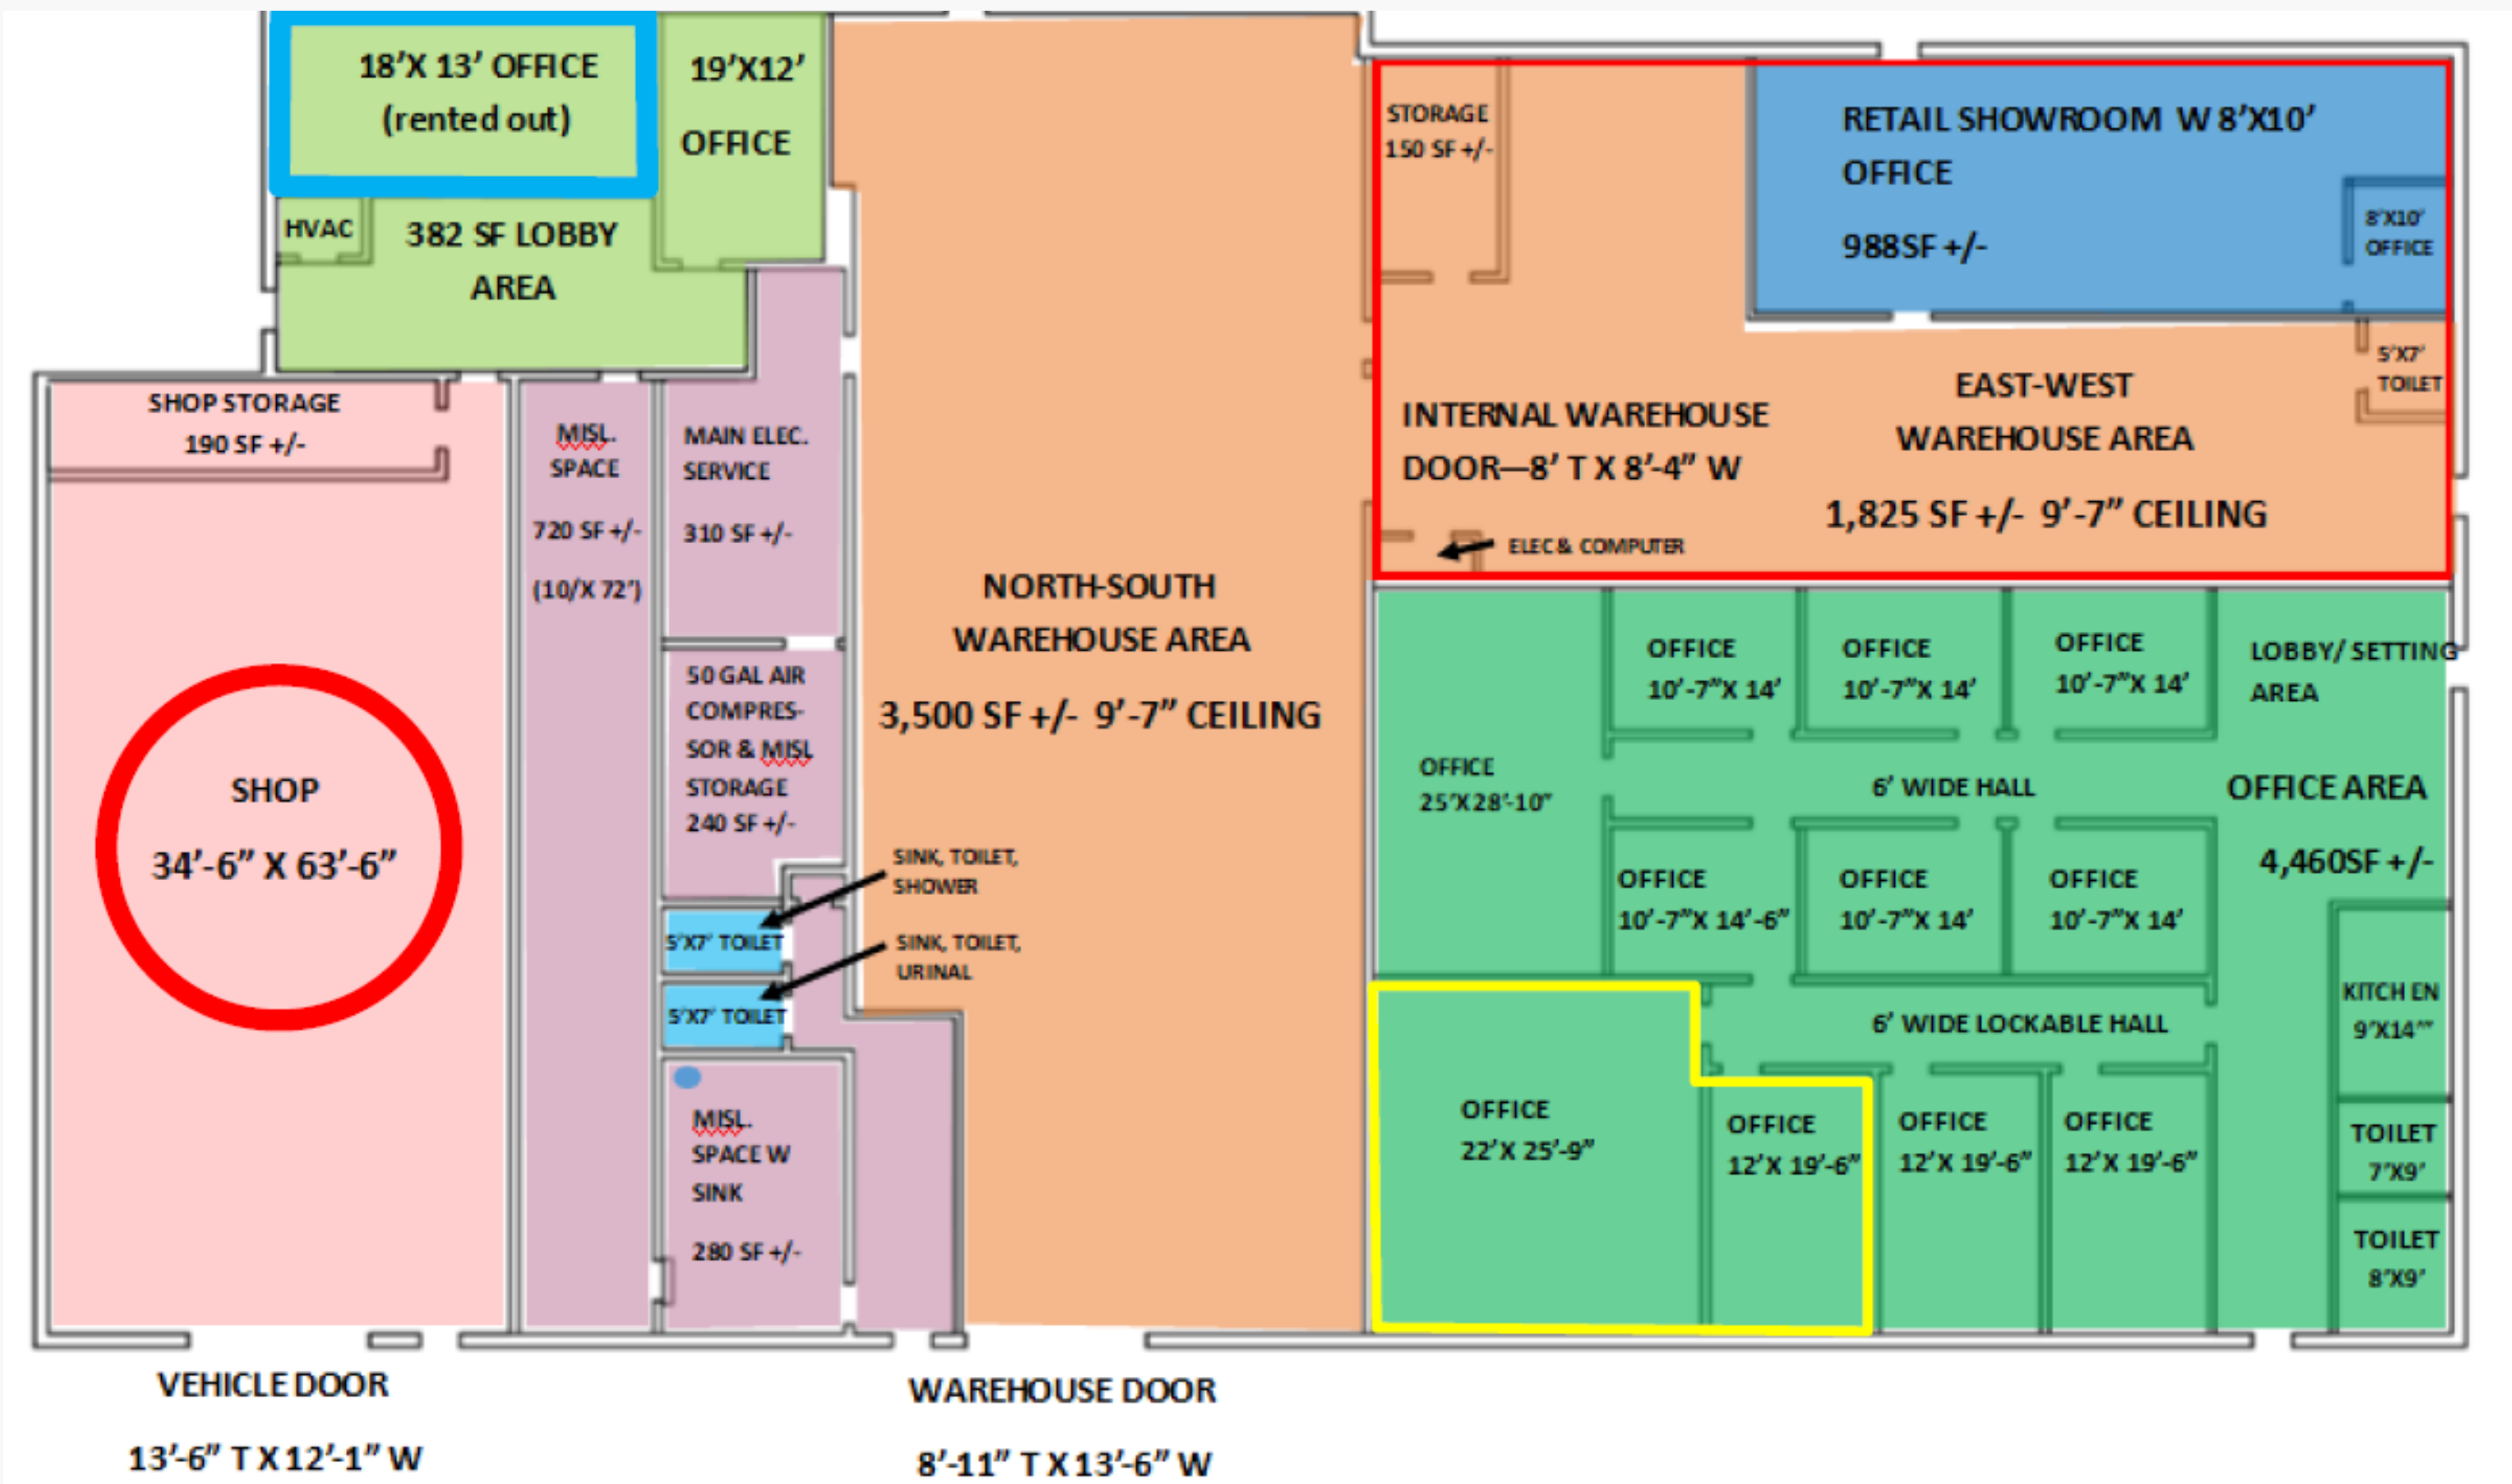 18’X 13’ OFFICE
(rented out)
19’X12’
OFFICE
HVAC
382 SF LOBBY
AREA
STORAGE
150 SF +/-
RETAIL SHOWROOM W 8’X10’
OFFICE
988SF +/-
8’X10’
OFFICE
5’X7’
TOILET
SHOP STORAGE
190 SF +/-
MISL.
SPACE
720 SF +/-
(10/X 72’)
MAIN ELEC.
SERVICE
310 SF +/-
INTERNAL WAREHOUSE
DOOR—8’ T X 8’-4” W
EAST-WEST
WAREHOUSE AREA
1,825 SF +/- 9’-7” CEILING
ELEC & COMPUTER
NORTH-SOUTH
WAREHOUSE AREA
3,500 SF +/- 9’-7” CEILING
50 GAL AIR
COMPRES-
SOR & MISL
STORAGE
240 SF +/-
SHOP
34’-6” X 63’-6”
SINK, TOILET,
SHOWER
5’X7’ TOILET
SINK, TOILET,
URINAL
5’X7’ TOILET
MISL.
SPACE W
SINK
280 SF +/-
OFFICE
10’-7”X 14’
OFFICE
10’-7”X 14’
OFFICE
10’-7”X 14’
LOBBY/ SETTING
AREA
OFFICE
25’X 28’-10”
6’ WIDE HALL
OFFICE AREA
4,460SF +/-
OFFICE
10’-7”X 14’-6”
OFFICE
10’-7”X 14’
OFFICE
10’-7”X 14’
KITCH EN
9’X14’”
6’ WIDE LOCKABLE HALL
OFFICE
22’X 25’-9”
OFFICE
12’X 19’-6”
OFFICE
12’X 19’-6”
OFFICE
12’X 19’-6”
TOILET
7’X9’
TOILET
8’X9’
VEHICLE DOOR
13’-6” T X 12’-1” W
WAREHOUSE DOOR
8’-11” T X 13’-6” W